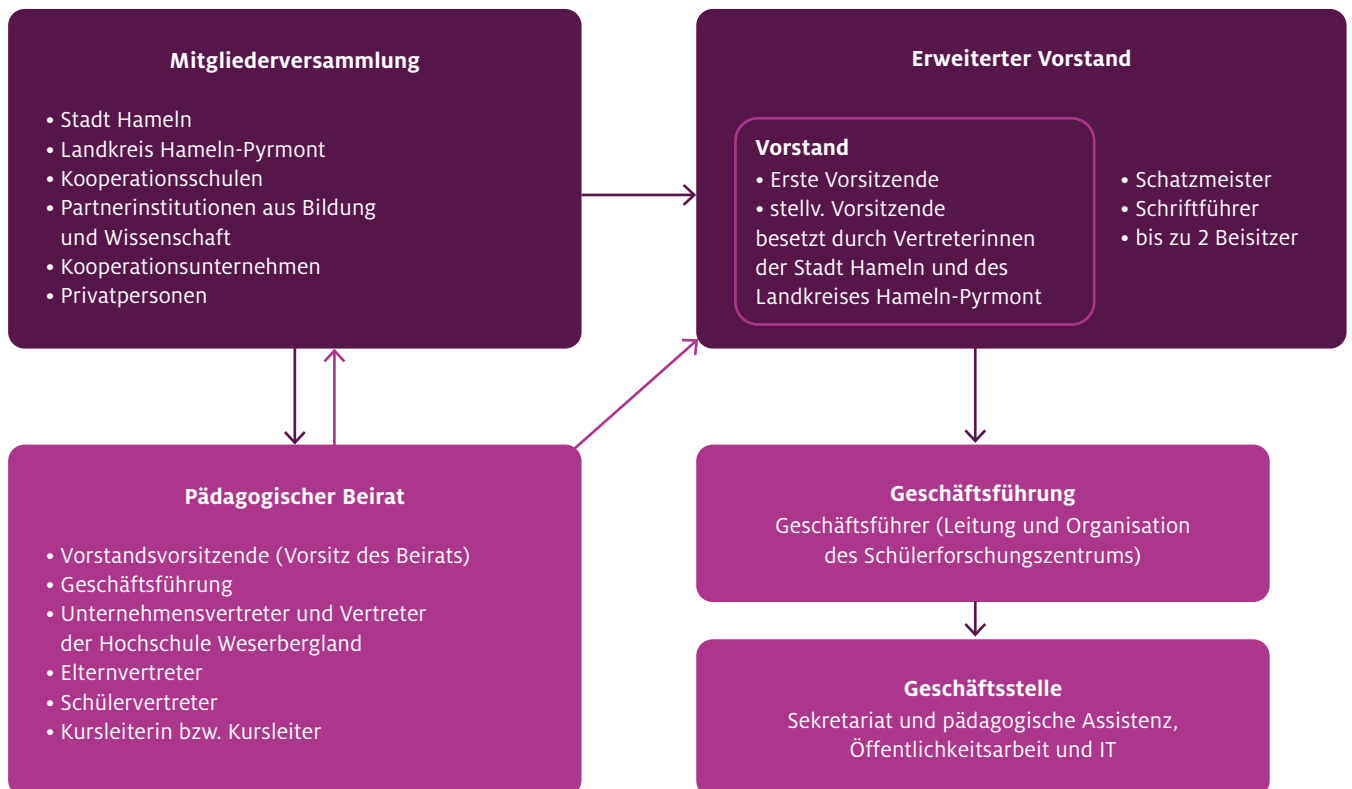 Mitgliederversammlung
• Stadt Hameln
• Landkreis Hameln-Pyrmont
• Kooperationsschulen
• Partnerinstitutionen aus Bildung
und Wissenschaft
• Kooperationsunternehmen
• Privatpersonen
Erweiterter Vorstand
Vorstand
• Erste Vorsitzende
• stellv. Vorsitzende
besetzt durch Vertreterinnen
der Stadt Hameln und des
Landkreises Hameln-Pyrmont
• Schatzmeister
• Schriftführer
• bis zu 2 Beisitzer
Pädagogischer Beirat
• Vorstandsvorsitzende (Vorsitz des Beirats)
• Geschäftsführung
• Unternehmensvertreter und Vertreter
der Hochschule Weserbergland
• Elternvertreter
• Schülervertreter
• Kursleiterin bzw. Kursleiter
Geschäftsführung
Geschäftsführer (Leitung und Organisation
des Schülerforschungszentrums)
Geschäftsstelle
Sekretariat und pädagogische Assistenz,
Öffentlichkeitsarbeit und IT